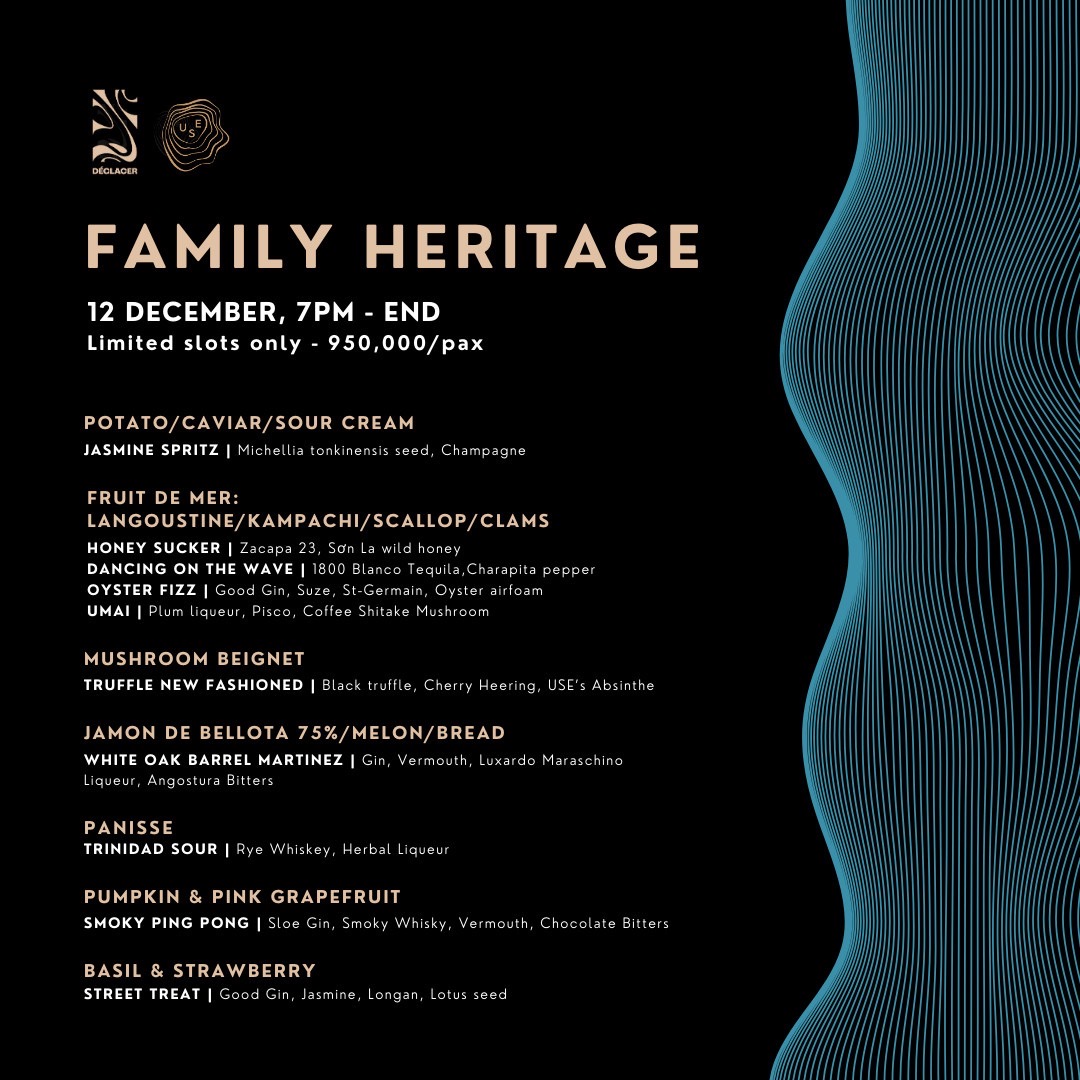 DÉCLACER
USE
FAMILY HERITAGE
12 DECEMBER, 7PM - END
Limited slots only - 950,000/pax
POTATO/CAVIAR/SOUR CREAM
JASMINE SPRITZ | Michellia tonkinensis seed, Champagne
FRUIT DE MER:
LANGOUSTINE/KAMPACHI/SCALLOP/CLAMS
HONEY SUCKER | Zacapa 23, Sơn La wild honey
DANCING ON THE WAVE | 1800 Blanco Tequila,Charapita pepper
OYSTER FIZZ | Good Gin, Suze, St-Germain, Oyster airfoam
UMAI | Plum liqueur, Pisco, Coffee Shitake Mushroom
MUSHROOM BEIGNET
TRUFFLE NEW FASHIONED | Black truffle, Cherry Heering, USE's Absinthe
JAMON DE BELLOTA 75%/MELON/BREAD
WHITE OAK BARREL MARTINEZ | Gin, Vermouth, Luxardo Maraschino
Liqueur, Angostura Bitters
PANISSE
TRINIDAD SOUR | Rye Whiskey, Herbal Liqueur
PUMPKIN & PINK GRAPEFRUIT
SMOKY PING PONG | Sloe Gin, Smoky Whisky, Vermouth, Chocolate Bitters
BASIL & STRAWBERRY
STREET TREAT | Good Gin, Jasmine, Longan, Lotus seed